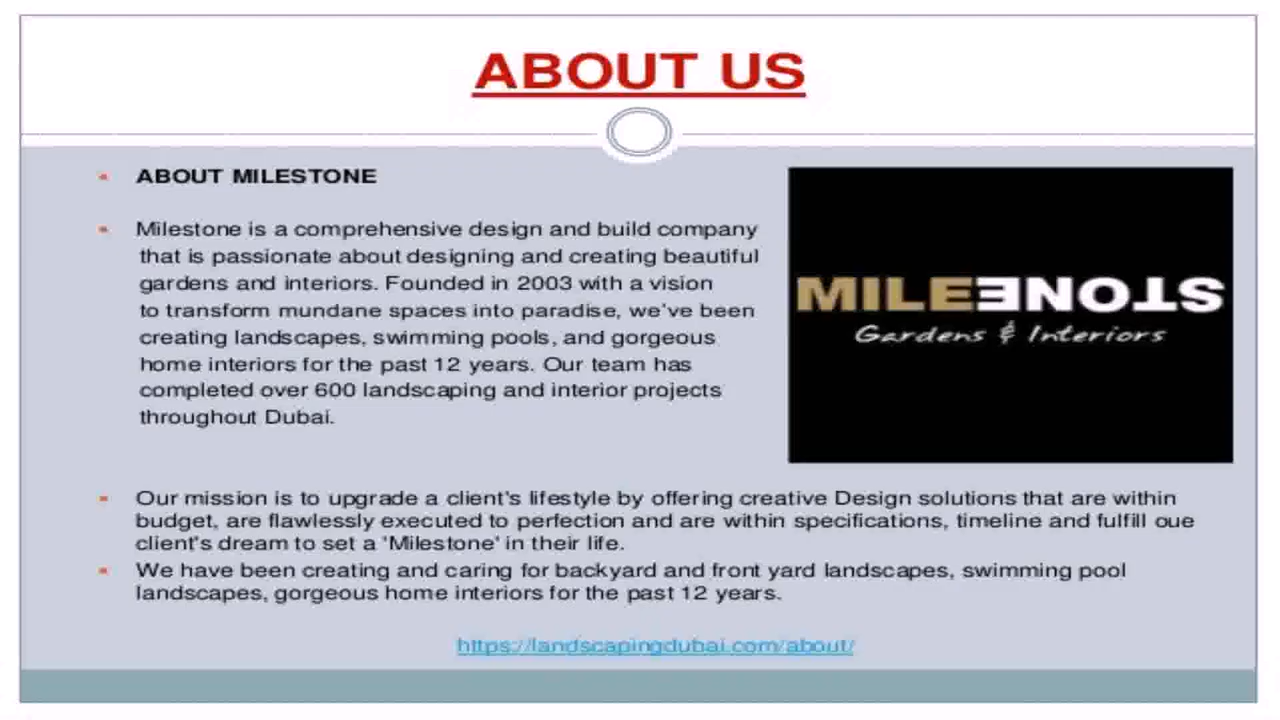 ABOUT US
ABOUT MILESTONE
Milestone is a comprehensive design and build company
that is passionate about designing and creating beautiful
gardens and interiors. Founded in 2003 with a vision
to transform mundane spaces into paradise, we've been
creating landscapes, swimming pools, and gorgeous
home interiors for the past 12 years. Our team has
completed over 600 landscaping and interior projects
throughout Dubai.
MILESTONE
Gardens & Interiors
Our mission is to upgrade a client's lifestyle by offering creative Design solutions that are within
budget, are flawlessly executed to perfection and are within specifications, timeline and fulfill oue
client's dream to set a 'Milestone' in their life.
We have been creating and caring for backyard and front yard landscapes, swimming pool
landscapes, gorgeous home interiors for the past 12 years.
https://landscapingdubai.com/about/